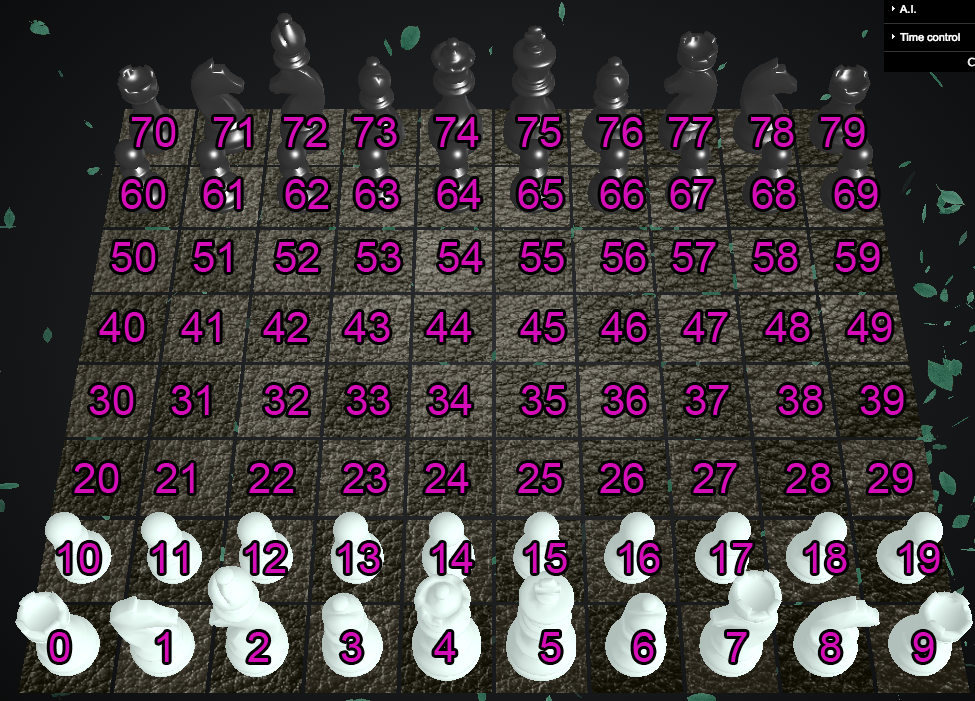 A.I.
Time control
C
70 71 72 73 74 75 76 77 78 79
60 61 62 63 64 65 66 67 68 69
50 51 52 53 54 55 56 57 58 59
40 41 42 43 44 45 46 47 48 49
30 31 32 33 34 35 36 37 38 39
20 21 22 23 24 25 26 27 28 29
10 11 12 13 14 15 16 17 18 19
0 1 2 3 4 5 6 7 8 9